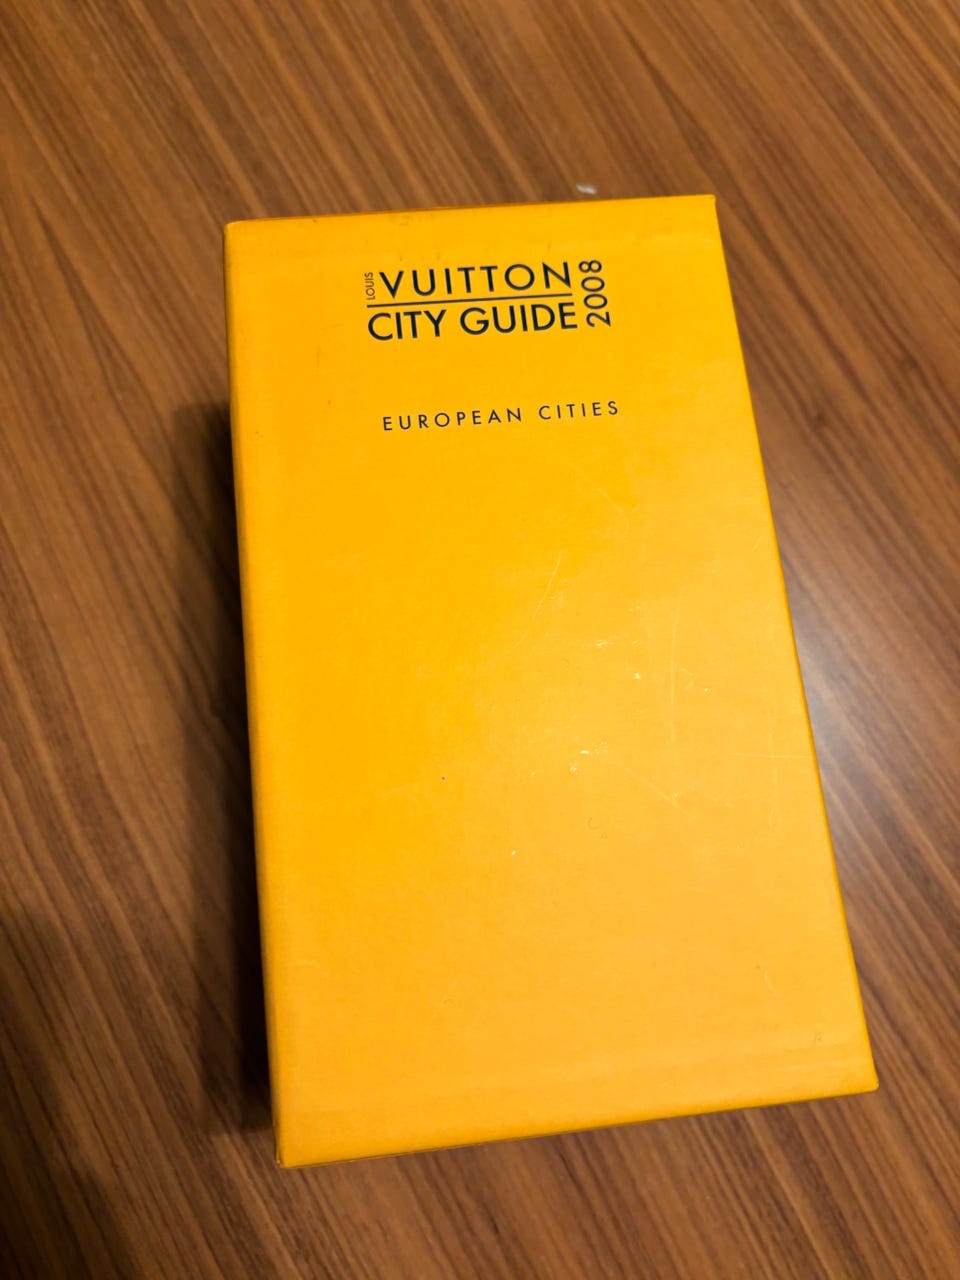 LOUIS VUITTON
CITY GUIDE 2008
EUROPEAN CITIES